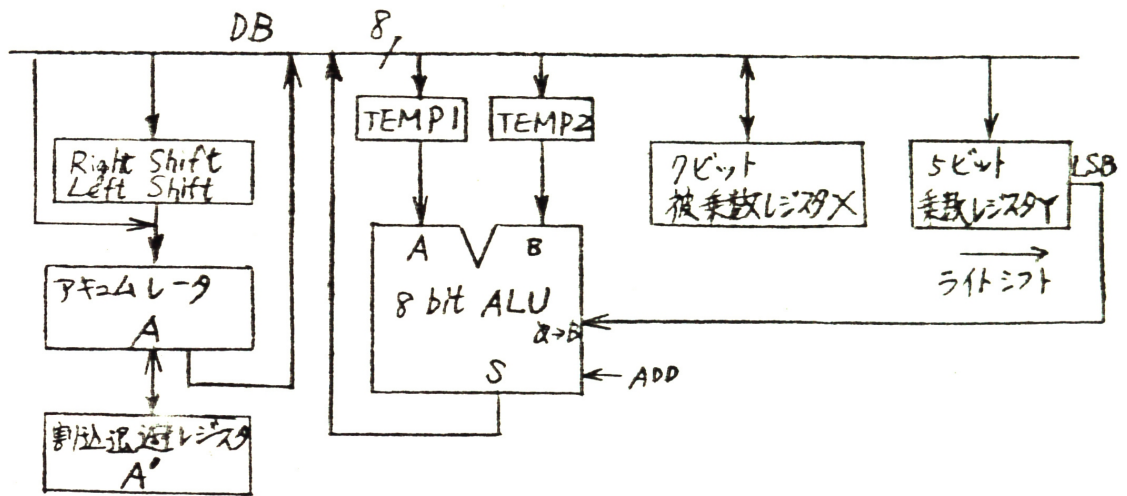 DB
8
TEMP1
TEMP2
Right Shift
Left Shift
7ビット
被乗数レジスタX
5ビット
乗数レジスタY
LSB
ライトシフト
A
B
8 bit ALU
S
ADD
アキュムレータ
A
割込退避レジスタ
A'